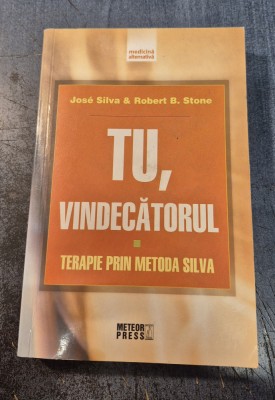 medicină
alternativă
José Silva & Robert B. Stone
TU,
VINDECĂTORUL
TERAPIE PRIN METODA SILVA
METEOR
PRESS